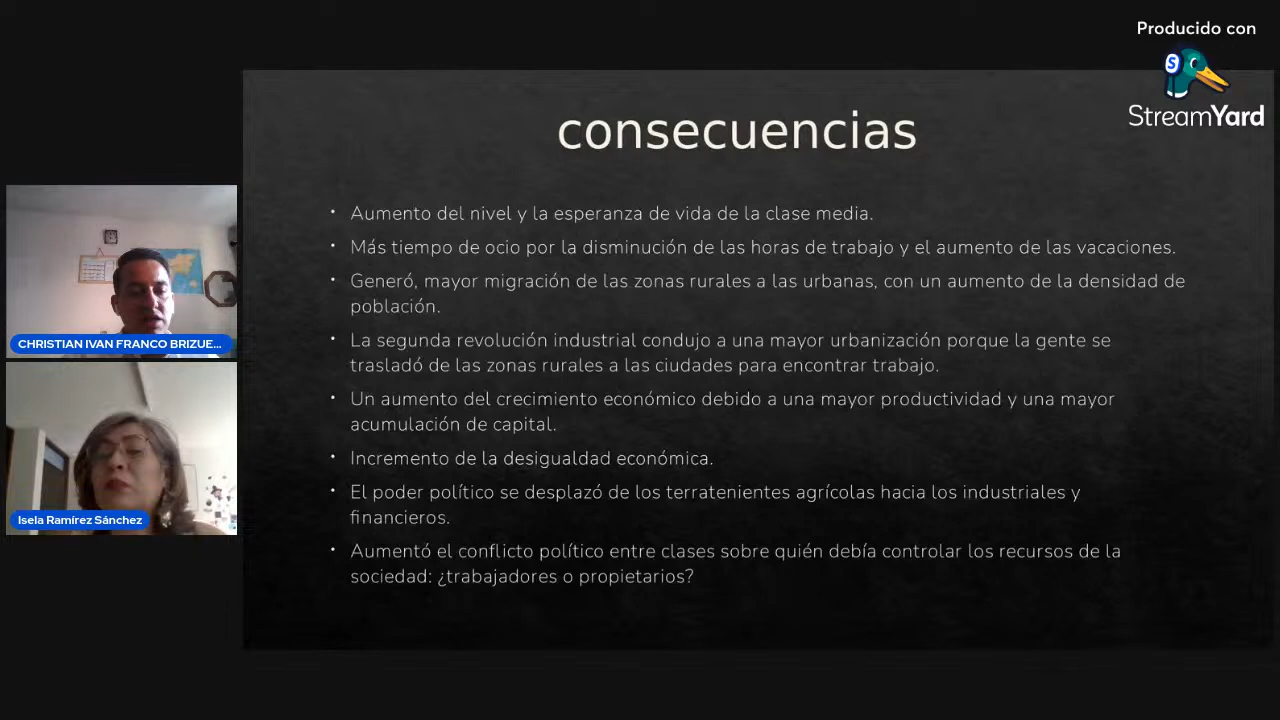 Producido con
StreamYard
consecuencias
• Aumento del nivel y la esperanza de vida de la clase media.
• Más tiempo de ocio por la disminución de las horas de trabajo y el aumento de las vacaciones.
• Generó, mayor migración de las zonas rurales a las urbanas, con un aumento de la densidad de
población.
• La segunda revolución industrial condujo a una mayor urbanización porque la gente se
trasladó de las zonas rurales a las ciudades para encontrar trabajo.
• Un aumento del crecimiento económico debido a una mayor productividad y una mayor
acumulación de capital.
• Incremento de la desigualdad económica.
• El poder político se desplazó de los terratenientes agrícolas hacia los industriales y
financieros.
• Aumentó el conflicto político entre clases sobre quién debía controlar los recursos de la
sociedad: ¿trabajadores o propietarios?
CHRISTIAN IVAN FRANCO BRIZUE...
Isela Ramírez Sánchez